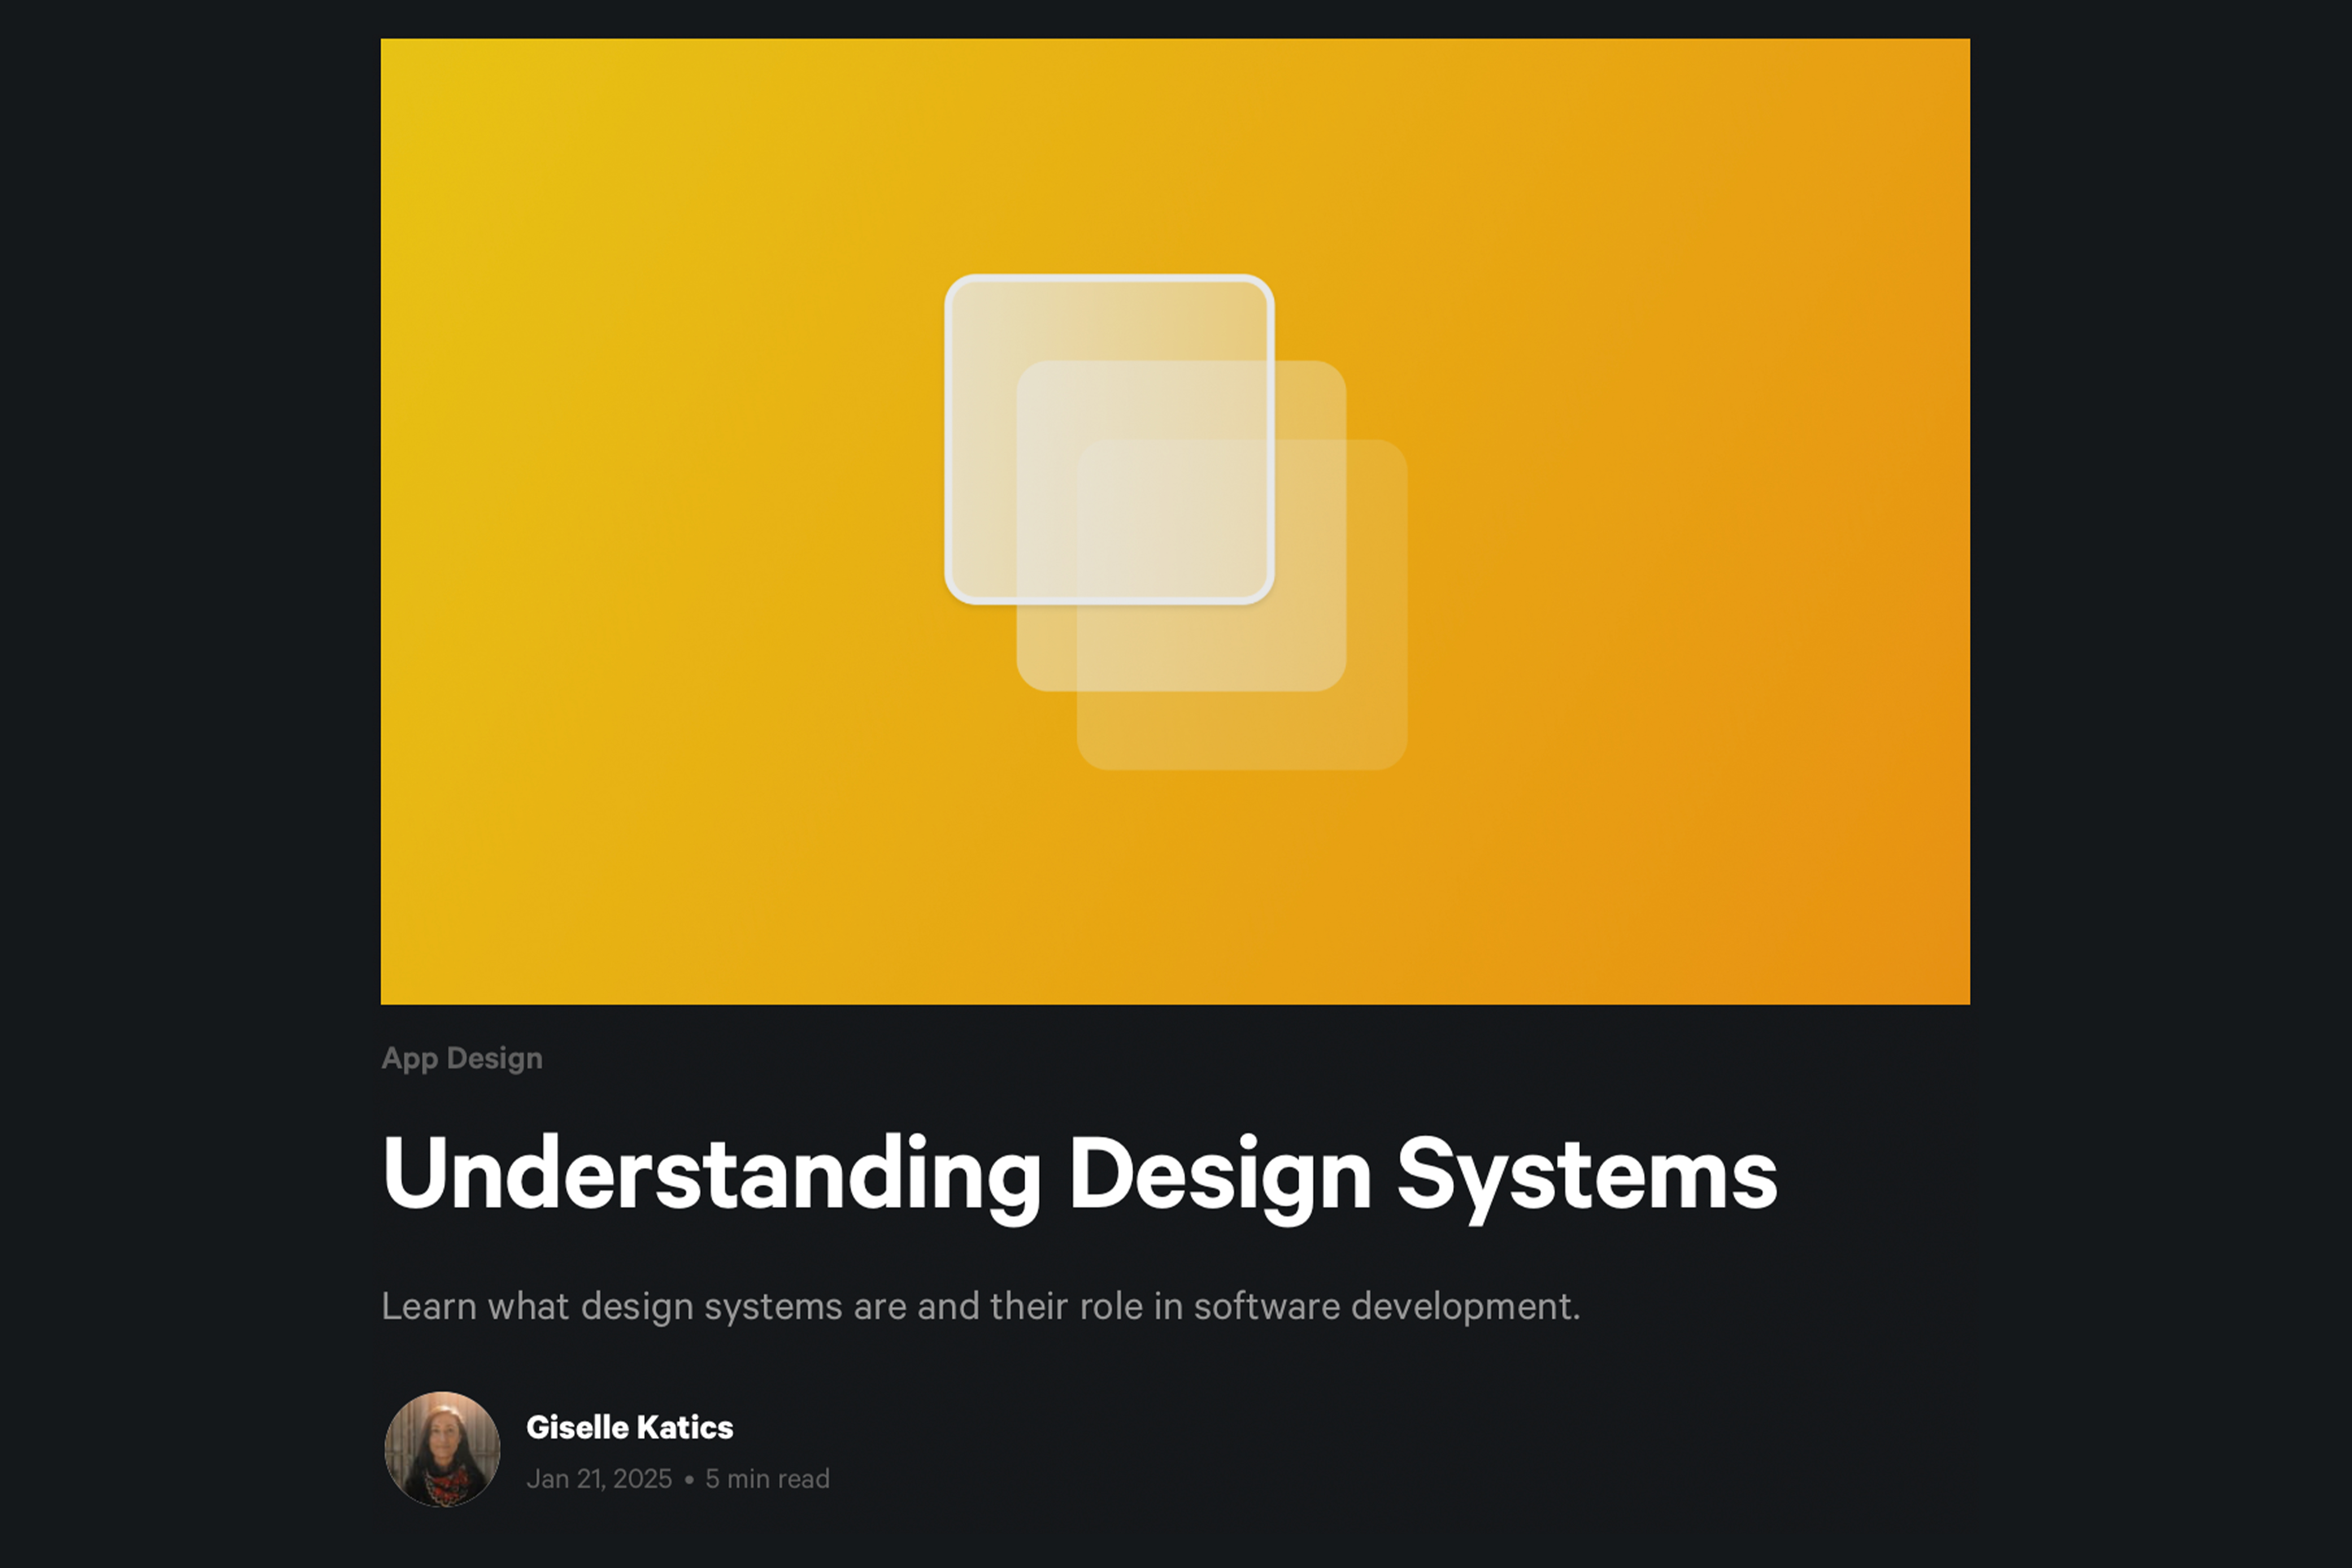 App Design
Understanding Design Systems
Learn what design systems are and their role in software development.
Giselle Katics
Jan 21, 2025 • 5 min read